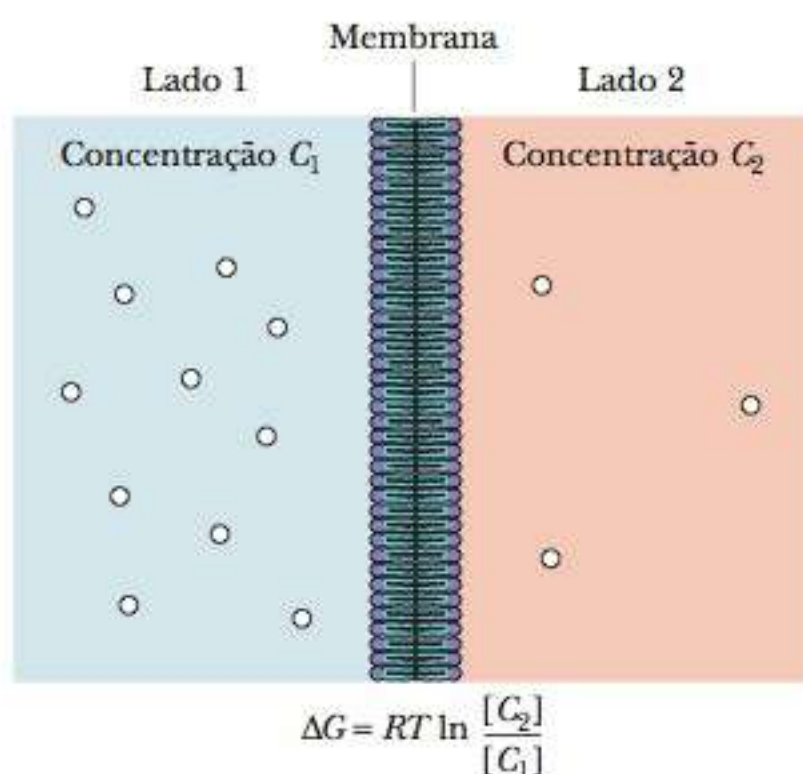 Membrana
Lado 1
Lado 2
Concentração C₁
Concentração C₂
ΔG = RT ln [C₂]/[C₁]